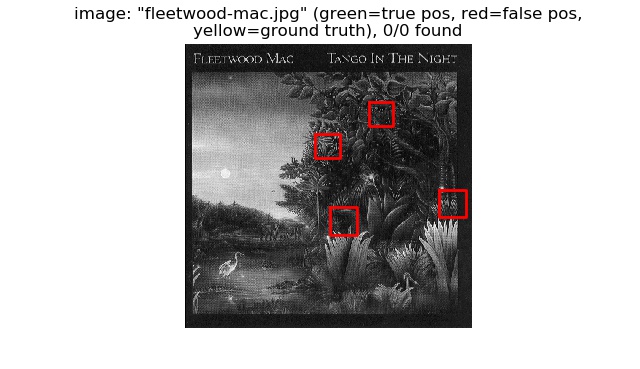 image: "fleetwood-mac.jpg" (green=true pos, red=false pos,
yellow=ground truth), 0/0 found
FLEETWOOD MAC TANGO IN THE NIGHT